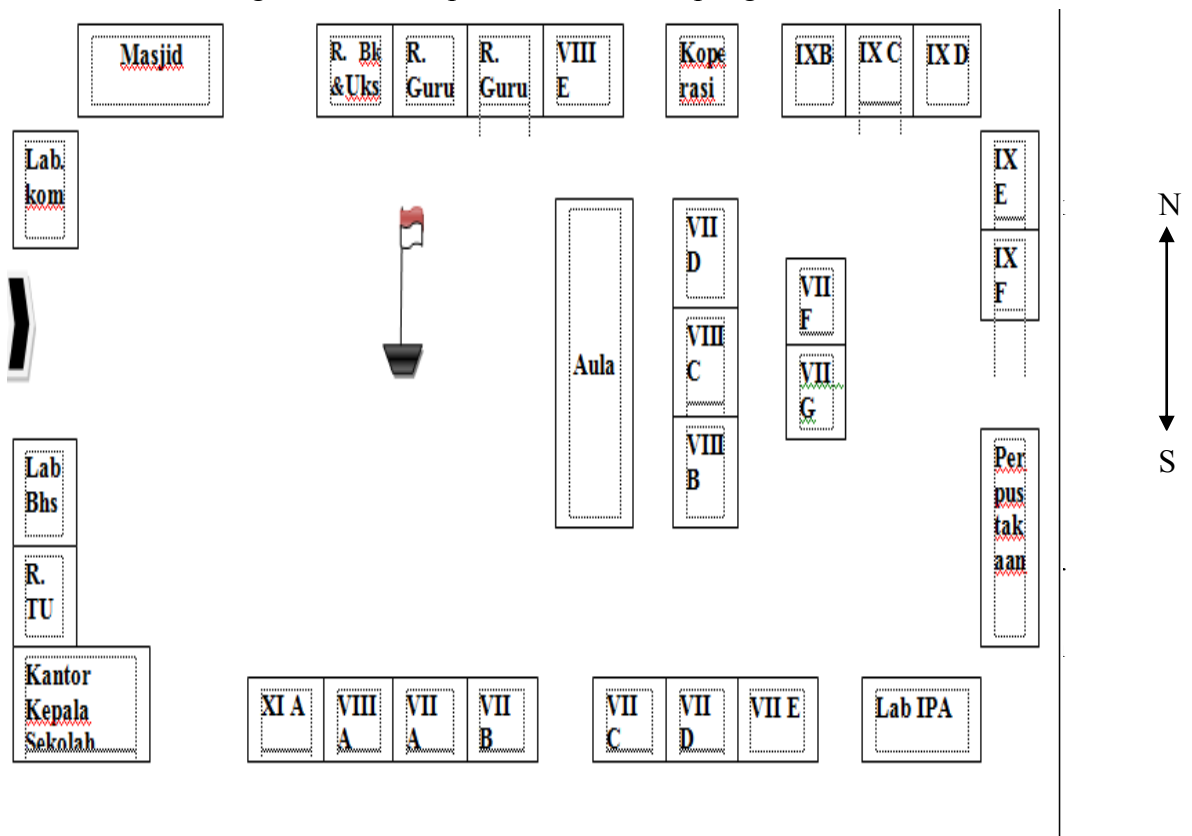 Masjid
R. Bk
&Uks
R.
Guru
R.
Guru
VIII
E
Kope
rasi
IXB
IX C
IX D
Lab.
kom
IX
E
IX
F
N
S
VII
D
VIII
C
VIII
B
Aula
VII
F
VII
G
Lab
Bhs
R.
TU
Kantor
Kepala
Sekolah
Per
pus
tak
aan
XI A
VIII
A
VII
A
VII
B
VII
C
VII
D
VII E
Lab IPA